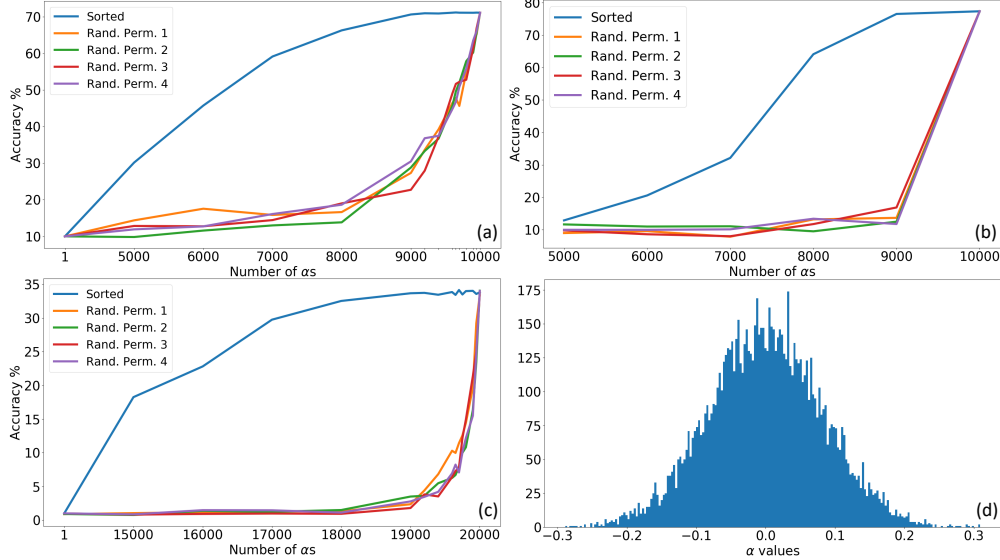 70
60
50
40
30
20
10
Accuracy %
Sorted
Rand. Perm. 1
Rand. Perm. 2
Rand. Perm. 3
Rand. Perm. 4
(a)
1 5000 6000 7000 8000 9000 10000
Number of αs
80
70
60
50
40
30
20
10
Accuracy %
Sorted
Rand. Perm. 1
Rand. Perm. 2
Rand. Perm. 3
Rand. Perm. 4
(b)
5000 6000 7000 8000 9000 10000
Number of αs
35
30
25
20
15
10
5
0
Accuracy %
Sorted
Rand. Perm. 1
Rand. Perm. 2
Rand. Perm. 3
Rand. Perm. 4
(c)
1 15000 16000 17000 18000 19000 20000
Number of αs
175
150
125
100
75
50
25
0
(d)
−0.3 −0.2 −0.1 0.0 0.1 0.2 0.3
α values